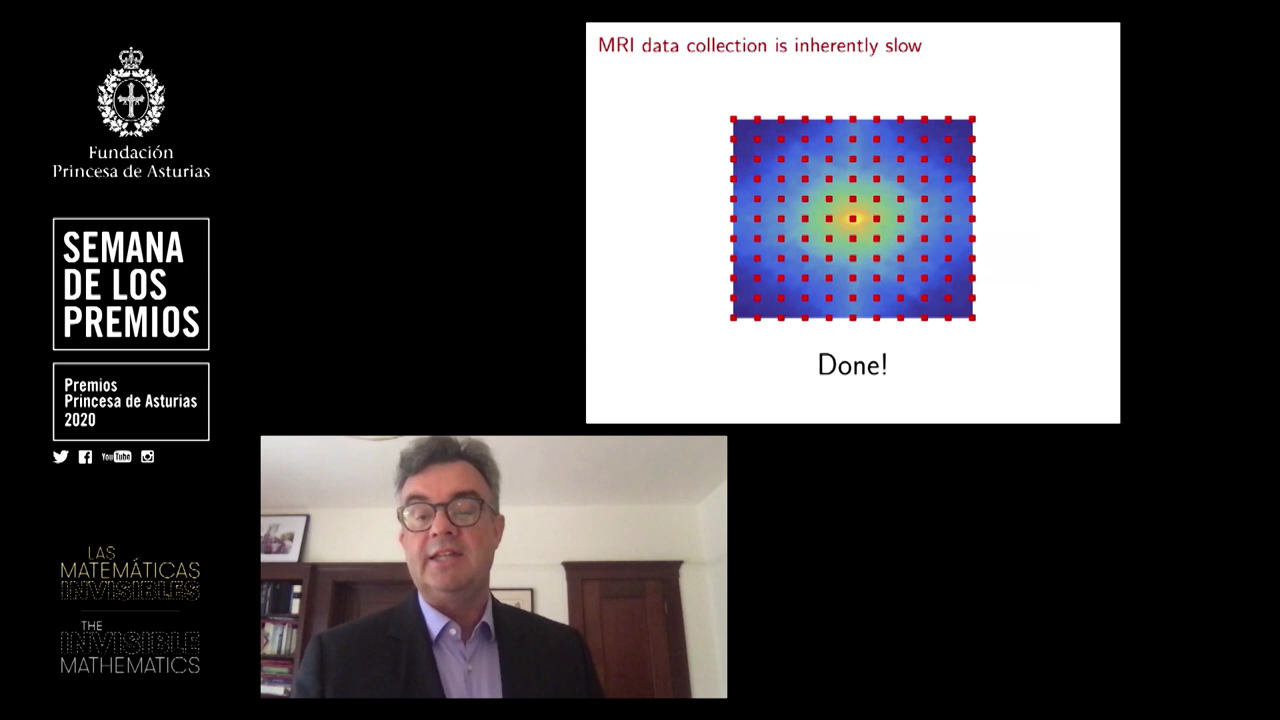 Fundación
Princesa de Asturias
SEMANA
DE LOS
PREMIOS
Premios
Princesa de Asturias
2020
YouTube
LAS
MATEMÁTICAS
INVISIBLES
THE
INVISIBLE
MATHEMATICS
MRI data collection is inherently slow
Done!